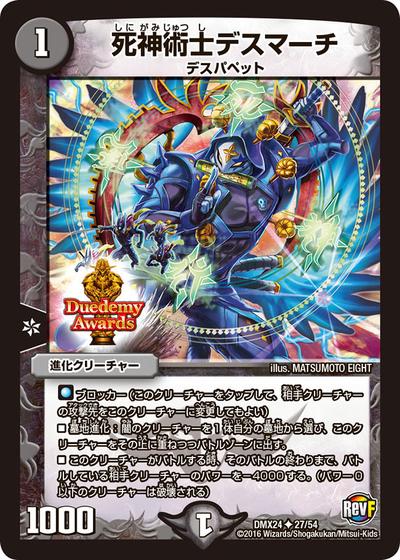 1
しにがみじゅつし
死神術士デスマーチ
デスパペット
Duedemy
Awards
illus. MATSUMOTO EIGHT
進化クリーチャー
ブロッカー(このクリーチャーをタップして、相手クリーチャー
の攻撃先をこのクリーチャーに変更してもよい)
■墓地進化:闇のクリーチャーを1体自分の墓地から選び、このク
リーチャーをその上に重ねつつバトルゾーンに出す。
■このクリーチャーがバトルする時、そのバトルの終わりまで、バト
ルしている相手クリーチャーのパワーを-4000する。(パワー0
以下のクリーチャーは破壊される)
RevF
1000
1
DMX24 ◆ 27/54
©2016 Wizards/Shogakukan/Mitsui-Kids